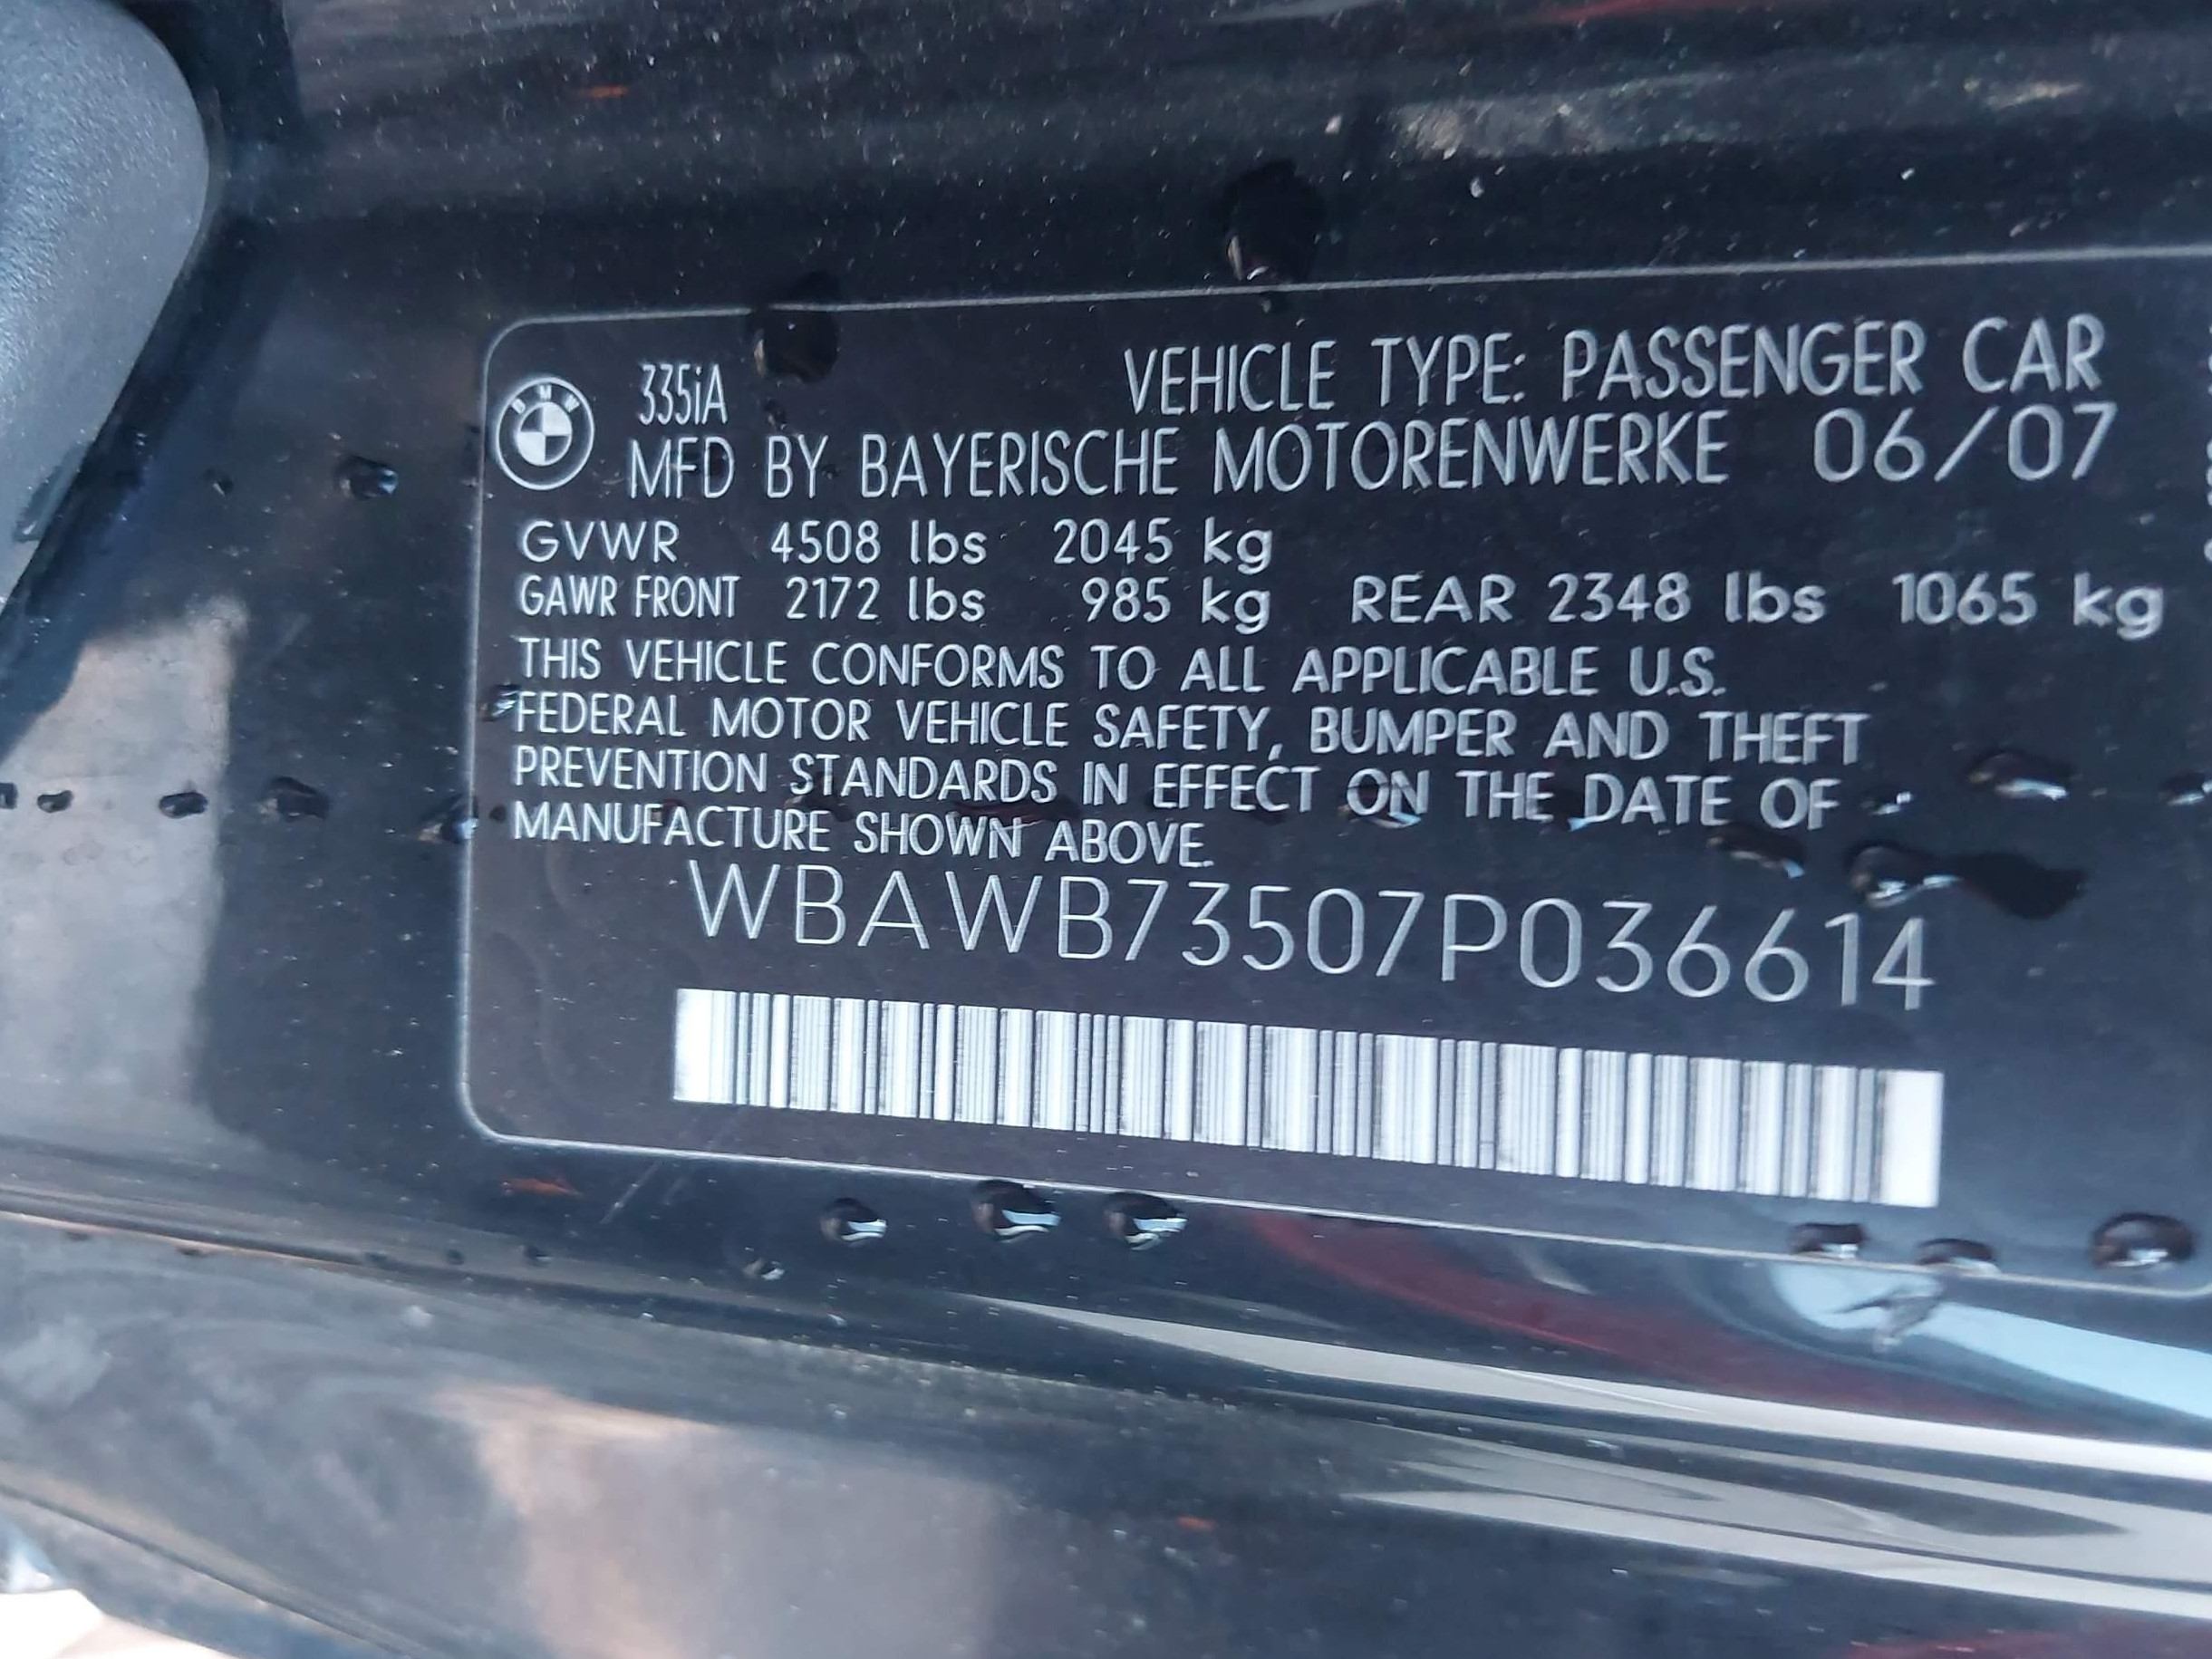 335iA
VEHICLE TYPE: PASSENGER CAR
BMW
MFD BY BAYERISCHE MOTORENWERKE 06/07
GVWR 4508 lbs 2045 kg
GAWR FRONT 2172 lbs 985 kg REAR 2348 lbs 1065 kg
THIS VEHICLE CONFORMS TO ALL APPLICABLE U.S.
FEDERAL MOTOR VEHICLE SAFETY, BUMPER AND THEFT
PREVENTION STANDARDS IN EFFECT ON THE DATE OF
MANUFACTURE SHOWN ABOVE.
WBAWB73507P036614